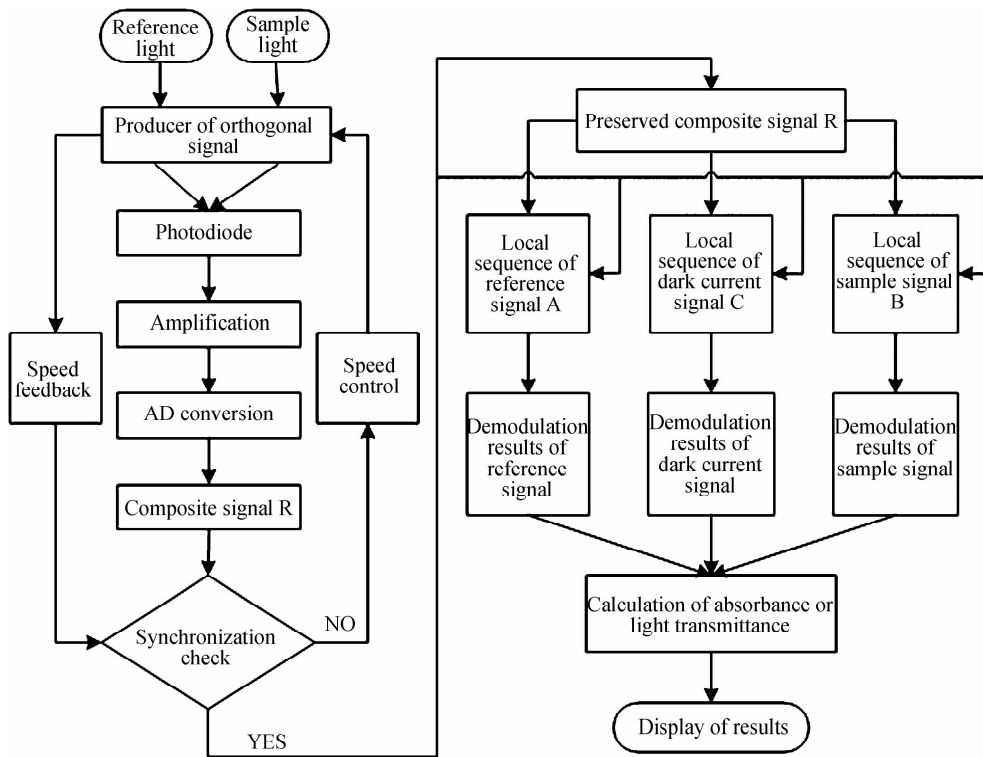 Reference
light
Sample
light
Producer of orthogonal
signal
Photodiode
Amplification
Speed
feedback
Speed
control
AD conversion
Composite signal R
Synchronization
check
NO
YES
Preserved composite signal R
Local
sequence of
reference
signal A
Local
sequence of
dark current
signal C
Local
sequence of
sample signal
B
Demodulation
results of
reference
signal
Demodulation
results of
dark current
signal
Demodulation
results of
sample signal
Calculation of absorbance or
light transmittance
Display of results